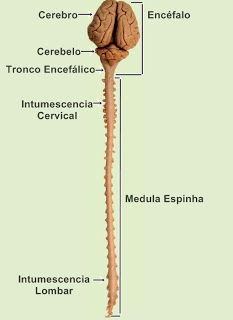 Cerebro
Encéfalo
Cerebelo
Tronco Encefálico
Intumescencia
Cervical
Medula Espinha
Intumescencia
Lombar